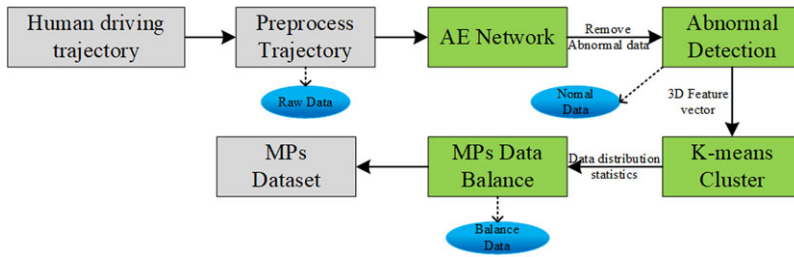 Human driving
trajectory
Preprocess
Trajectory
AE Network
Remove
Abnormal data
Abnormal
Detection
Raw Data
Nomal
Data
3D Feature
vector
MPs
Dataset
MPs Data
Balance
Data distribution
statistics
K-means
Cluster
Balance
Data